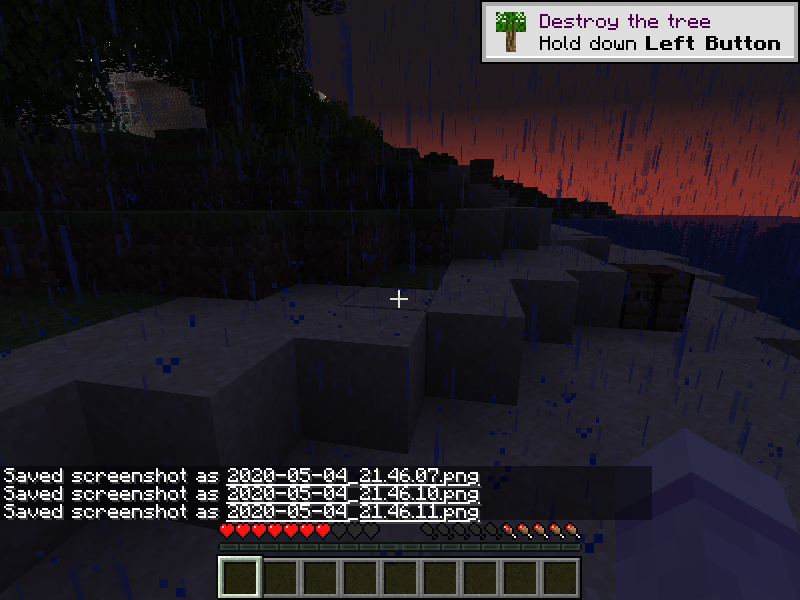 Destroy the tree
Hold down Left Button
Saved screenshot as 2020-05-04_21.46.07.png
Saved screenshot as 2020-05-04_21.46.10.png
Saved screenshot as 2020-05-04_21.46.11.png